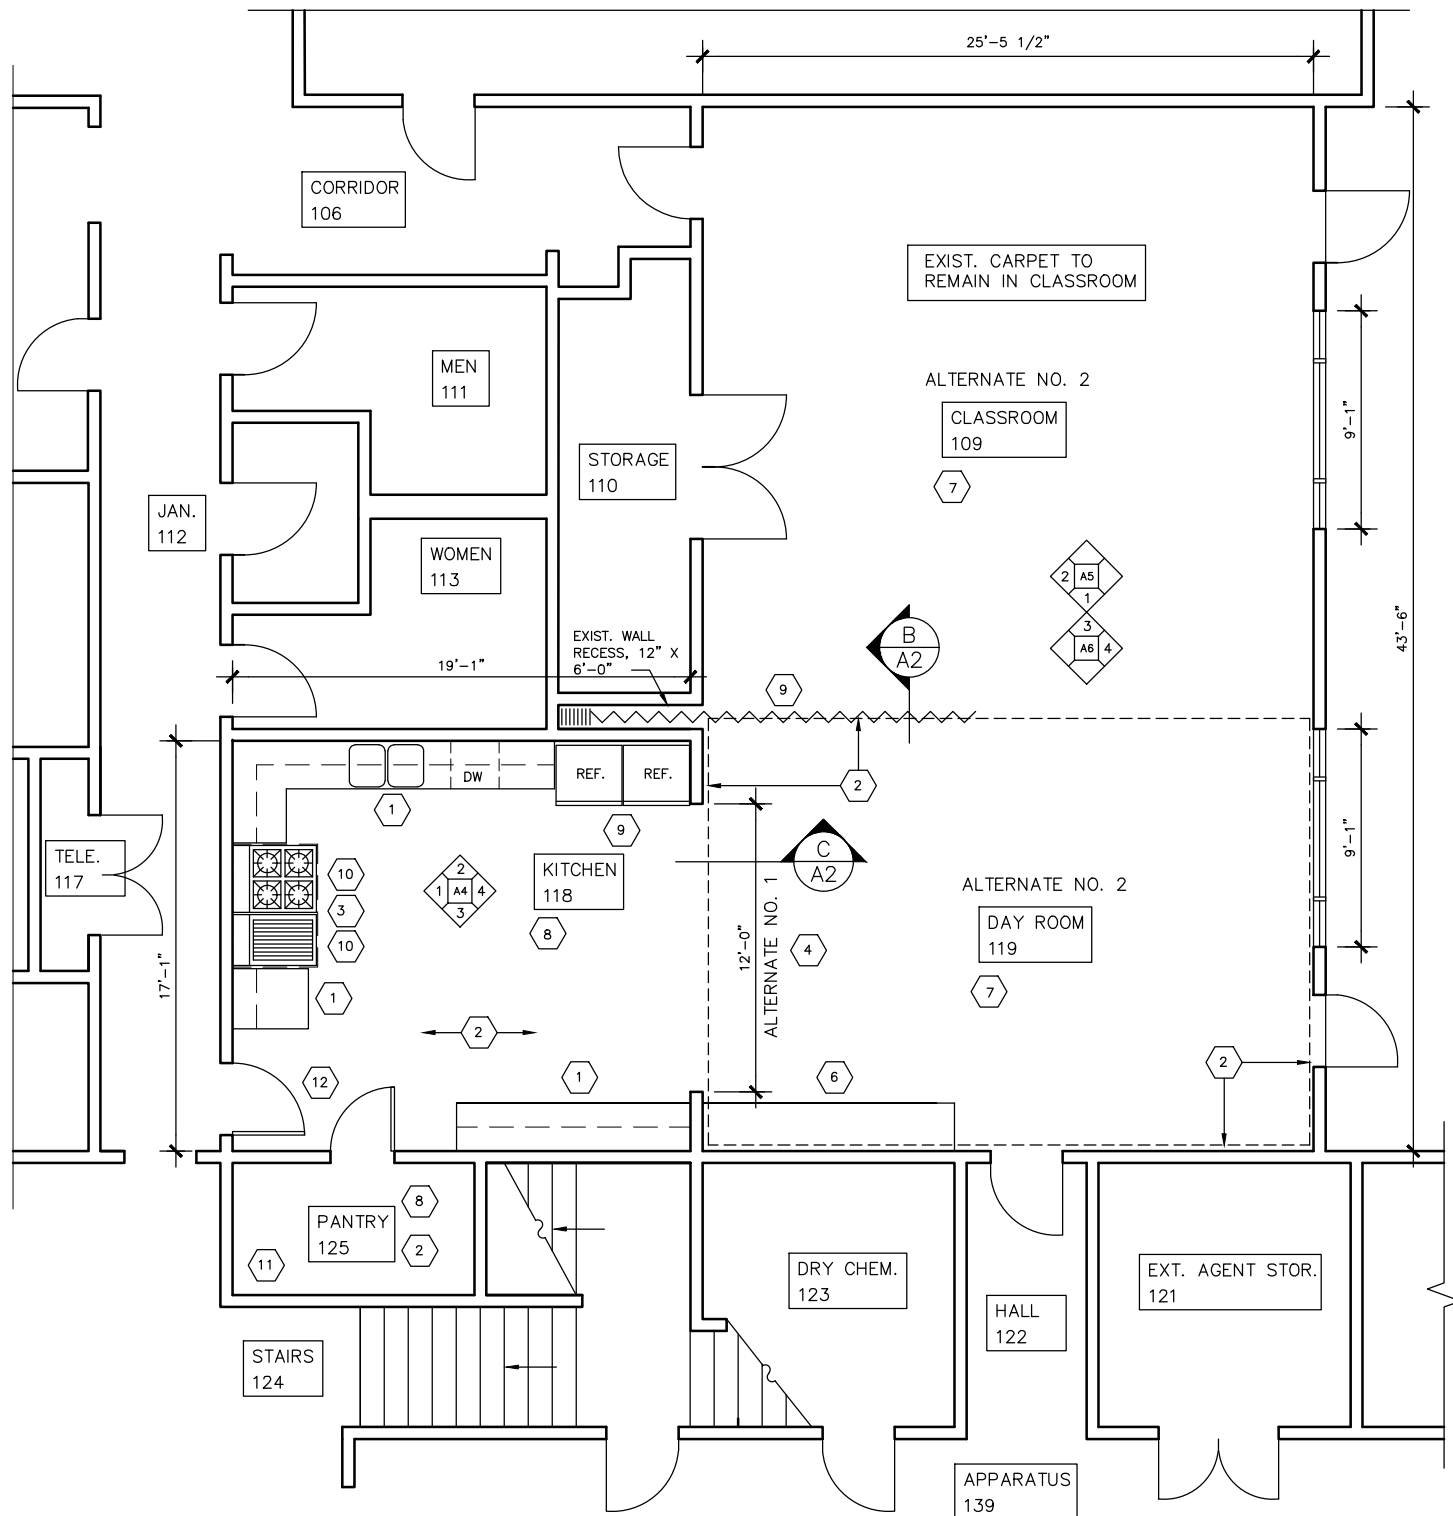 25'-5 1/2"
CORRIDOR
106
EXIST. CARPET TO
REMAIN IN CLASSROOM
MEN
111
ALTERNATE NO. 2
CLASSROOM
109
7
9'-1"
STORAGE
110
JAN.
112
WOMEN
113
2 A5
1
3
A6 4
43'-6"
EXIST. WALL
RECESS, 12" X
6'-0"
19'-1"
B
A2
9
DW
REF.
REF.
2
1
9
TELE.
117
10
3
10
2
1 A4 4
3
KITCHEN
118
8
C
A2
ALTERNATE NO. 2
DAY ROOM
119
7
9'-1"
12'-0"
ALTERNATE NO. 1
4
17'-1"
1
2
12
1
6
2
PANTRY
125
8
2
11
DRY CHEM.
123
EXT. AGENT STOR.
121
HALL
122
STAIRS
124
APPARATUS
139